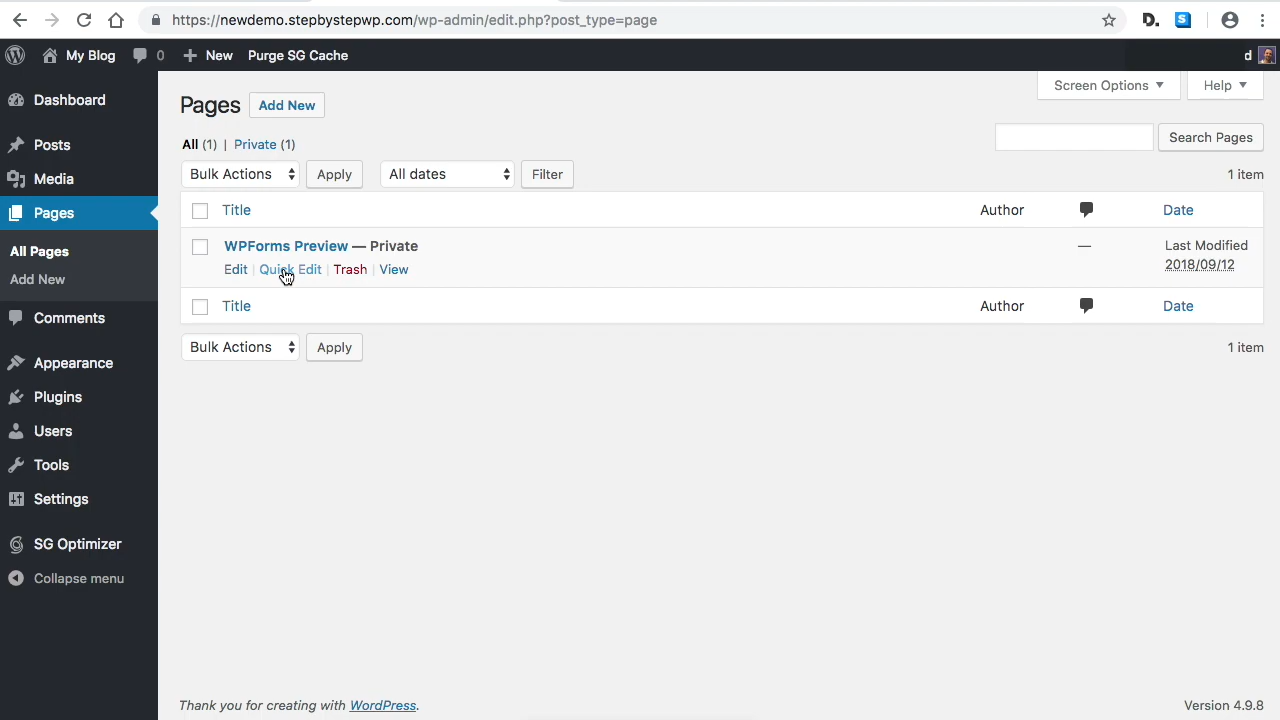 https://newdemo.stepbystepwp.com/wp-admin/edit.php?post_type=page
D.
S
My Blog 0 New Purge SG Cache d
Dashboard
Posts
Media
Pages
All Pages
Add New
Comments
Appearance
Plugins
Users
Tools
Settings
SG Optimizer
Collapse menu
Screen Options Help
Pages Add New
All (1) | Private (1)
Search Pages
Bulk Actions Apply All dates Filter 1 item
Title Author Date
WPForms Preview — Private — Last Modified
Edit | Quick Edit | Trash | View 2018/09/12
Title Author Date
Bulk Actions Apply 1 item
Thank you for creating with WordPress. Version 4.9.8